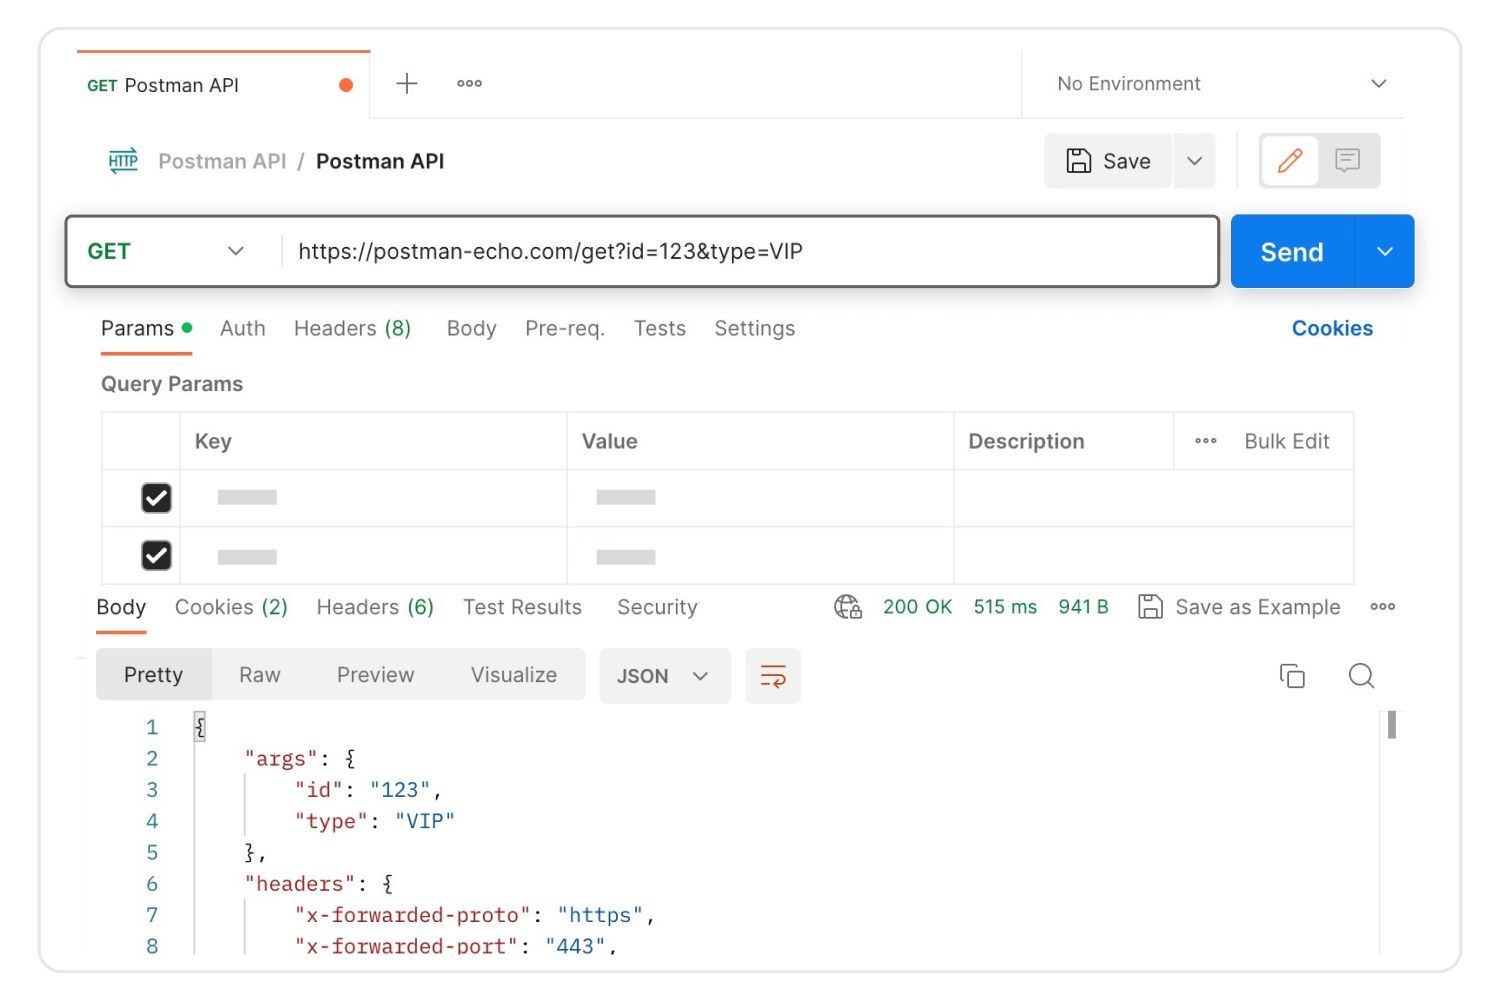 GET Postman API
No Environment
HTTP Postman API / Postman API
Save
GET https://postman-echo.com/get?id=123&type=VIP
Send
Params Auth Headers (8) Body Pre-req. Tests Settings
Cookies
Query Params
Key Value Description Bulk Edit
Body Cookies (2) Headers (6) Test Results Security
200 OK 515 ms 941 B Save as Example
Pretty Raw Preview Visualize JSON
1 {
2 "args": {
3 "id": "123",
4 "type": "VIP"
5 },
6 "headers": {
7 "x-forwarded-proto": "https",
8 "x-forwarded-port": "443",